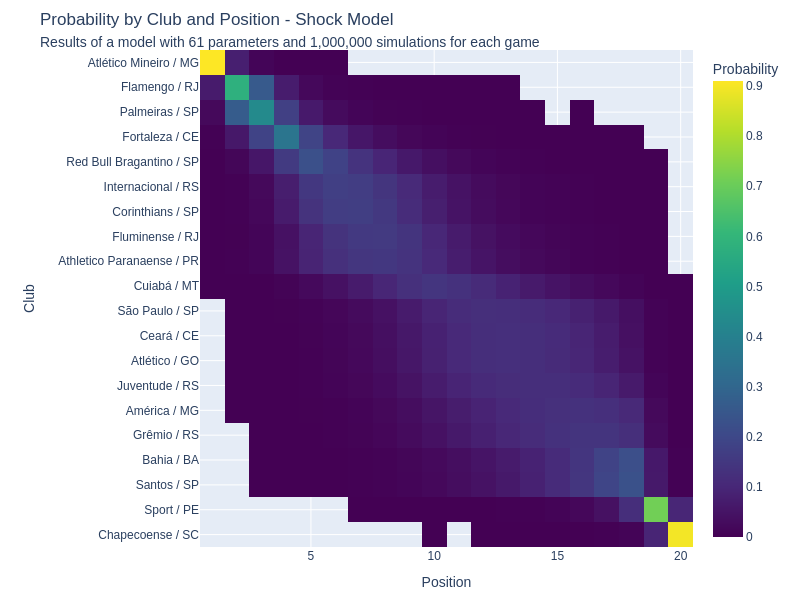 Probability by Club and Position - Shock Model
Results of a model with 61 parameters and 1,000,000 simulations for each game
Probability
Atlético Mineiro / MG
Flamengo / RJ
Palmeiras / SP
Fortaleza / CE
Red Bull Bragantino / SP
Internacional / RS
Corinthians / SP
Fluminense / RJ
Athletico Paranaense / PR
Cuiabá / MT
São Paulo / SP
Ceará / CE
Atlético / GO
Juventude / RS
América / MG
Grêmio / RS
Bahia / BA
Santos / SP
Sport / PE
Chapecoense / SC
Club
5
10
15
20
Position
0.9
0.8
0.7
0.6
0.5
0.4
0.3
0.2
0.1
0